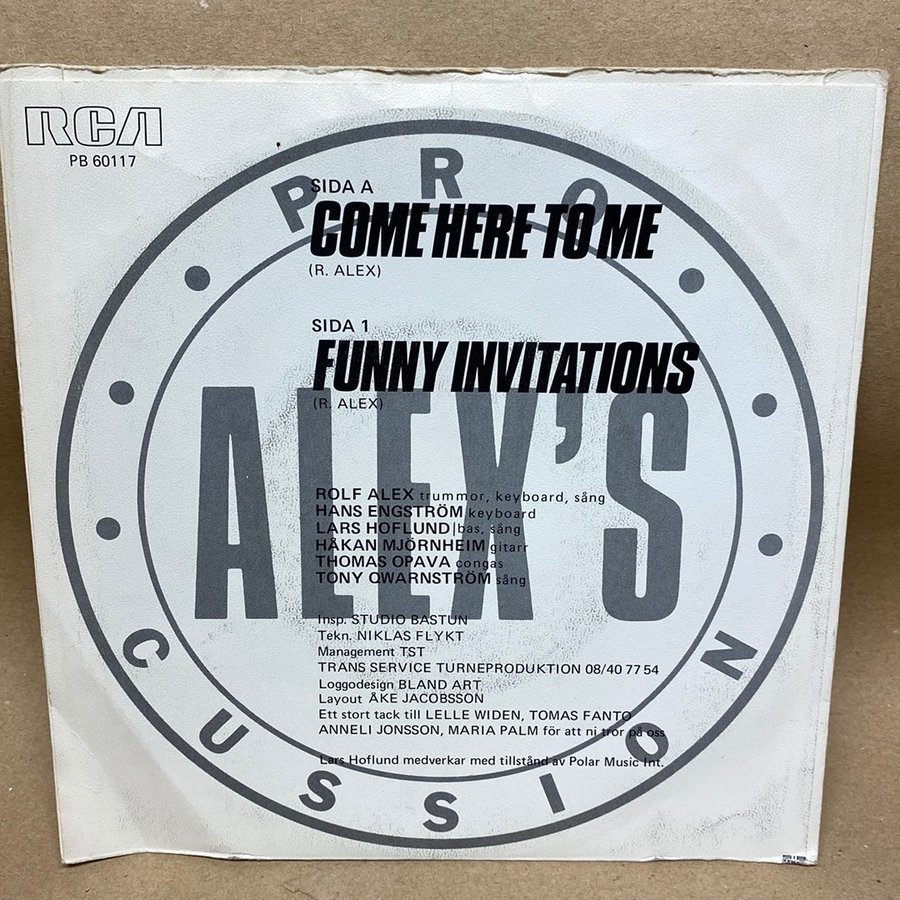 RCA
PB 60117
PRO
SIDA A
COME HERE TO ME
(R. ALEX)
SIDA 1
FUNNY INVITATIONS
(R. ALEX)
ALEX'S
ROLF ALEX trummor, keyboard, sång
HANS ENGSTRÖM keyboard
LARS HOFLUND bas, sång
HÅKAN MJÖRNHEIM gitarr
THOMAS OPAVA congas
TONY QWARNSTRÖM sång
Insp. STUDIO BASTUN
Tekn. NIKLAS FLYKT
Management TST
TRANS SERVICE TURNEPRODUKTION 08/40 77 54
Loggodesign BLAND ART
Layout ÅKE JACOBSSON
Ett stort tack till LELLE WIDEN, TOMAS FANTO
ANNELI JONSSON, MARIA PALM för att ni tror på oss
Lars Hoflund medverkar med tillstånd av Polar Music Int.
CUSSION